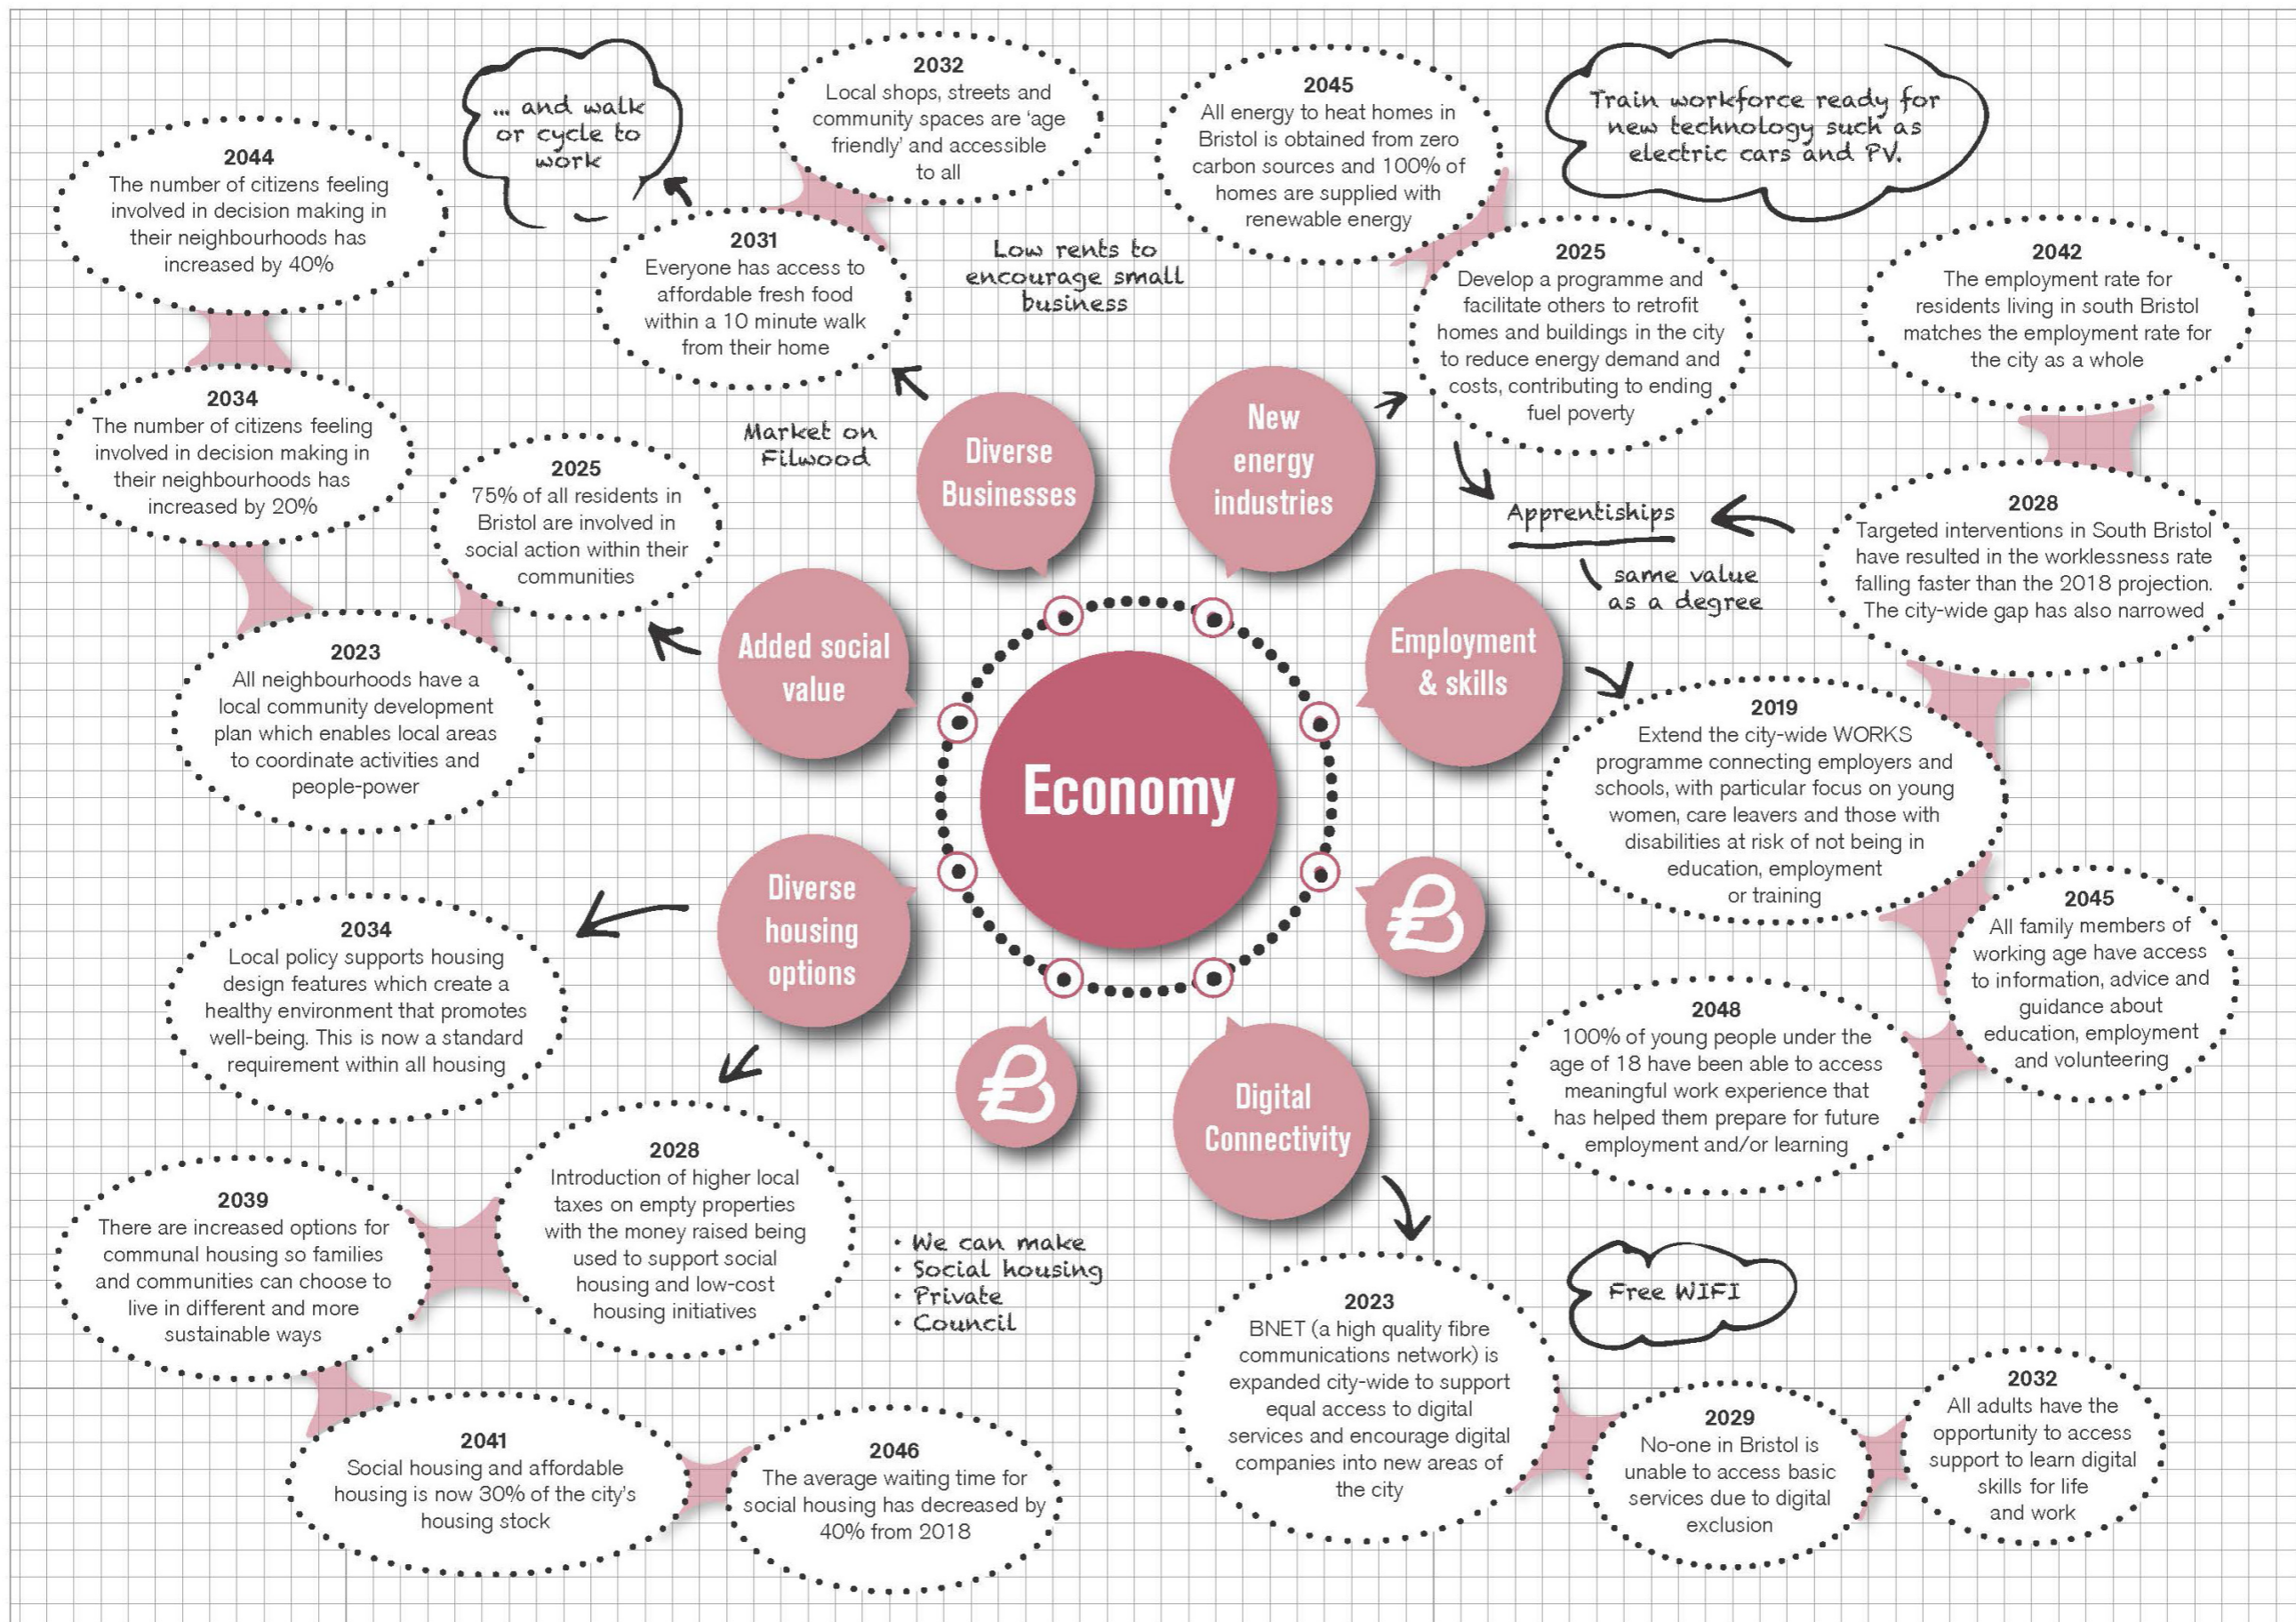 ... and walk
or cycle to
work
2032
Local shops, streets and
community spaces are 'age
friendly' and accessible
to all
2045
All energy to heat homes in
Bristol is obtained from zero
carbon sources and 100% of
homes are supplied with
renewable energy
Train workforce ready for
new technology such as
electric cars and PV.
2044
The number of citizens feeling
involved in decision making in
their neighbourhoods has
increased by 40%
2031
Everyone has access to
affordable fresh food
within a 10 minute walk
from their home
Low rents to
encourage small
business
2025
Develop a programme and
facilitate others to retrofit
homes and buildings in the city
to reduce energy demand and
costs, contributing to ending
fuel poverty
2042
The employment rate for
residents living in south Bristol
matches the employment rate for
the city as a whole
2034
The number of citizens feeling
involved in decision making in
their neighbourhoods has
increased by 20%
2025
75% of all residents in
Bristol are involved in
social action within their
communities
Market on
Filwood
Diverse
Businesses
New
energy
industries
Apprentiships
same value
as a degree
2028
Targeted interventions in South Bristol
have resulted in the worklessness rate
falling faster than the 2018 projection.
The city-wide gap has also narrowed
2023
All neighbourhoods have a
local community development
plan which enables local areas
to coordinate activities and
people-power
Added social
value
Employment
& skills
Economy
2019
Extend the city-wide WORKS
programme connecting employers and
schools, with particular focus on young
women, care leavers and those with
disabilities at risk of not being in
education, employment
or training
2034
Local policy supports housing
design features which create a
healthy environment that promotes
well-being. This is now a standard
requirement within all housing
Diverse
housing
options
2045
All family members of
working age have access
to information, advice and
guidance about
education, employment
and volunteering
2048
100% of young people under the
age of 18 have been able to access
meaningful work experience that
has helped them prepare for future
employment and/or learning
Digital
Connectivity
2039
There are increased options for
communal housing so families
and communities can choose to
live in different and more
sustainable ways
2028
Introduction of higher local
taxes on empty properties
with the money raised being
used to support social
housing and low-cost
housing initiatives
• We can make
• Social housing
• Private
• Council
2023
BNET (a high quality fibre
communications network) is
expanded city-wide to support
equal access to digital
services and encourage digital
companies into new areas of
the city
Free WIFI
2041
Social housing and affordable
housing is now 30% of the city's
housing stock
2046
The average waiting time for
social housing has decreased by
40% from 2018
2029
No-one in Bristol is
unable to access basic
services due to digital
exclusion
2032
All adults have the
opportunity to access
support to learn digital
skills for life
and work